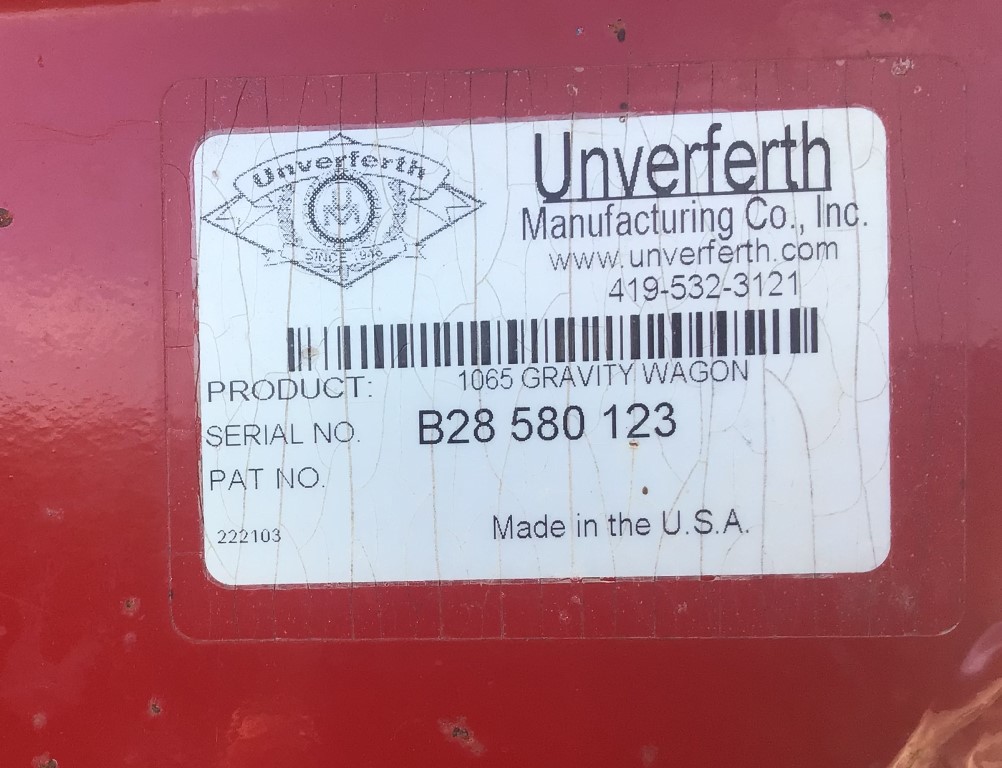 Unverferth
SINCE 1948
Unverferth
Manufacturing Co., Inc.
www.unverferth.com
419-532-3121
PRODUCT: 1065 GRAVITY WAGON
SERIAL NO. B28 580 123
PAT NO.
222103 Made in the U.S.A.